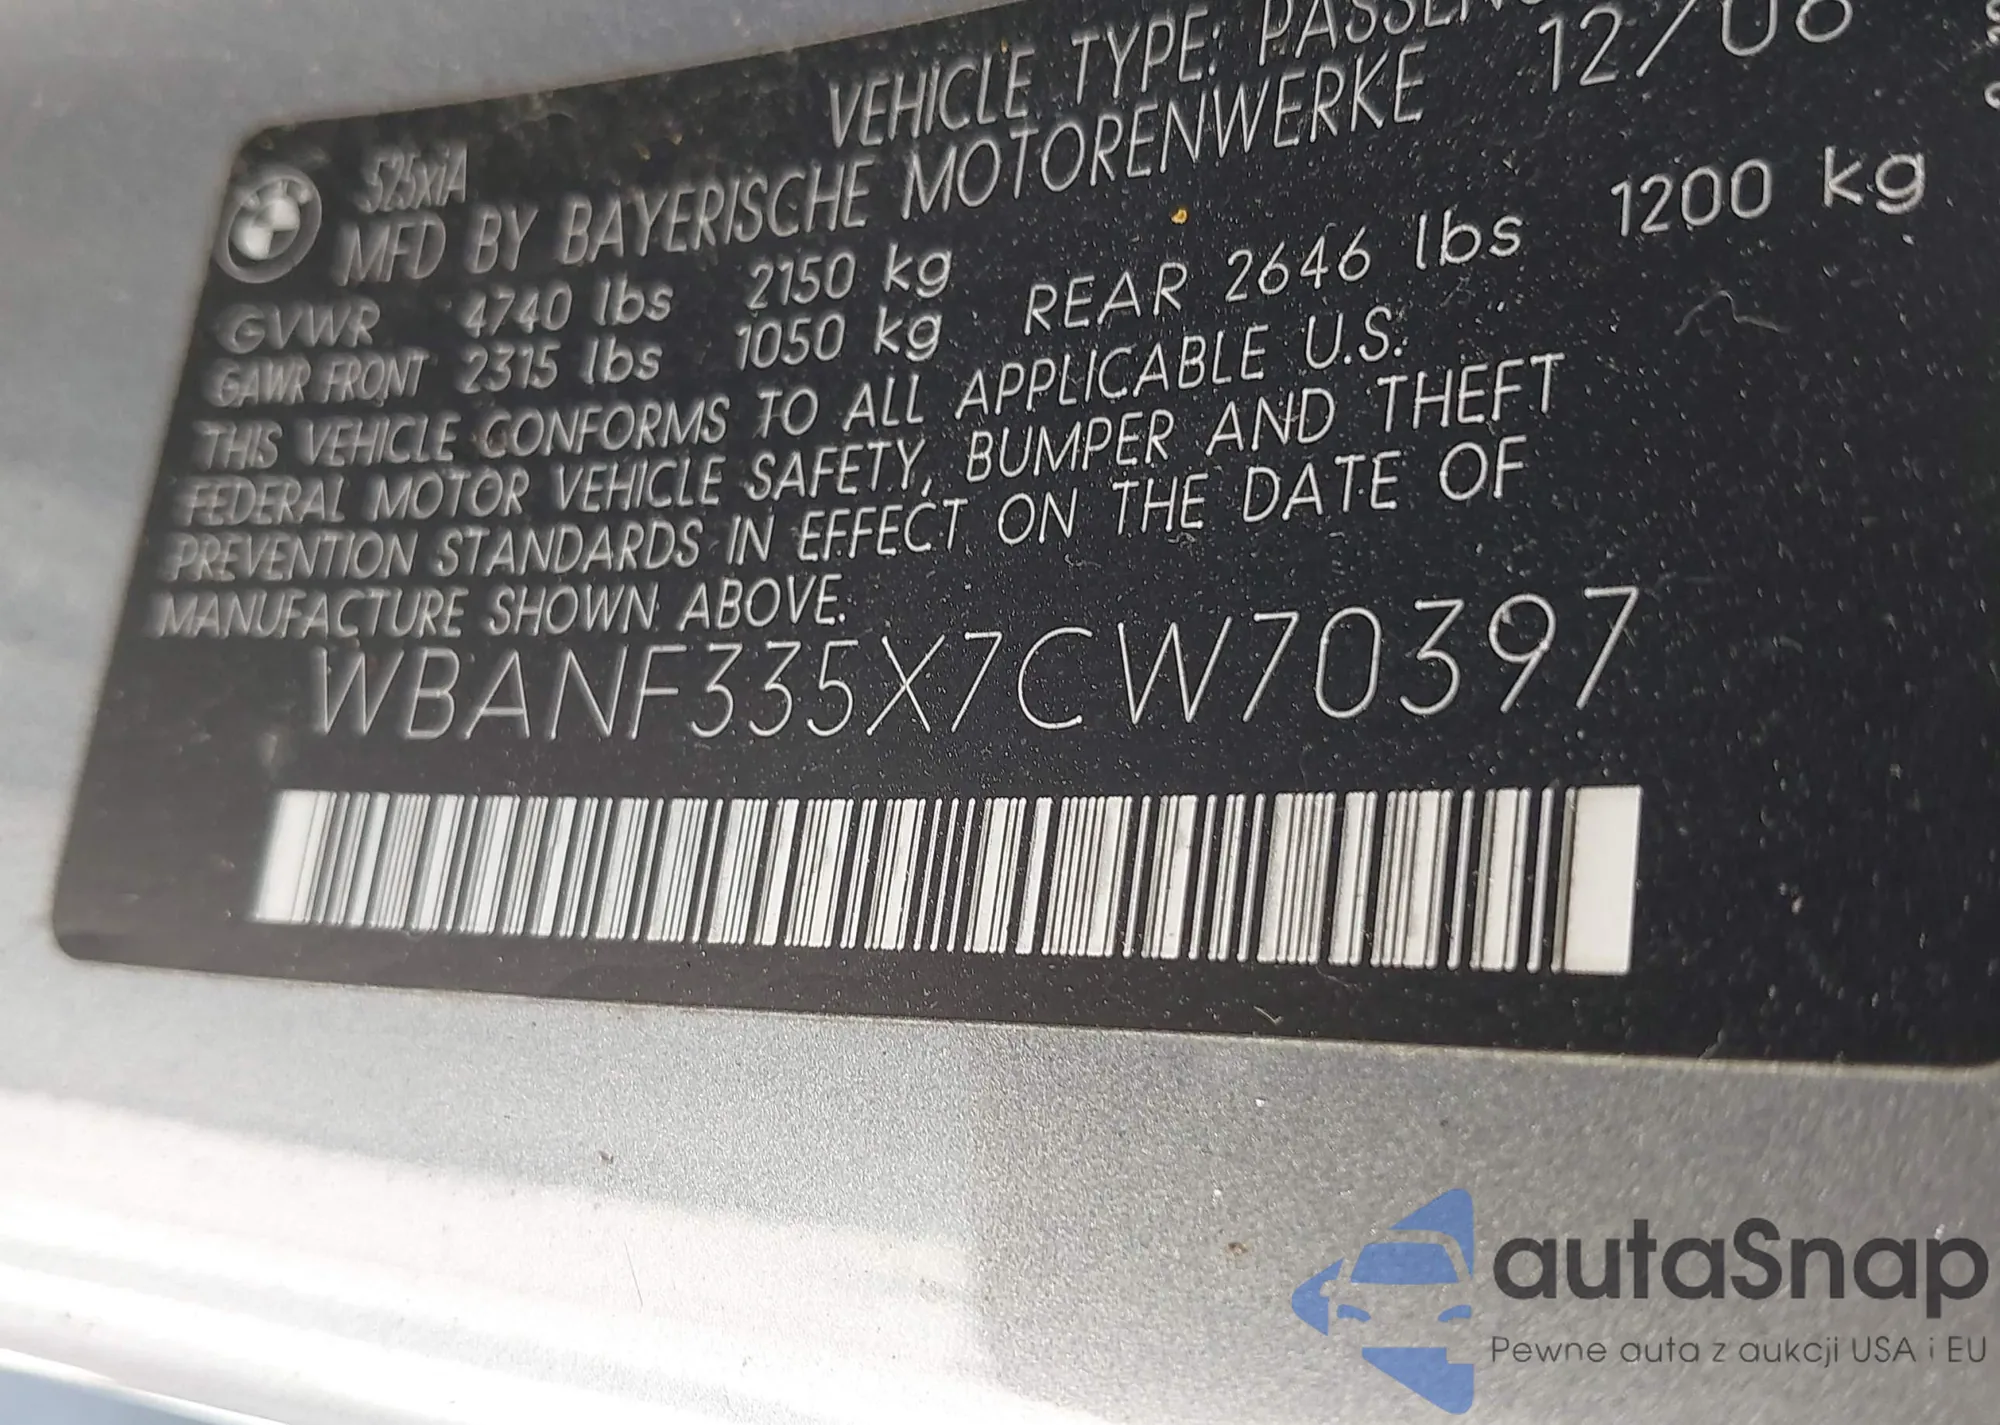 VEHICLE TYPE:
525xiA
MFD BY BAYERISCHE MOTORENWERKE 12/06
GVWR 4740 lbs 2150 kg
GAWR FRONT 2315 lbs 1050 kg REAR 2646 lbs 1200 kg
THIS VEHICLE CONFORMS TO ALL APPLICABLE U.S.
FEDERAL MOTOR VEHICLE SAFETY, BUMPER AND THEFT
PREVENTION STANDARDS IN EFFECT ON THE DATE OF
MANUFACTURE SHOWN ABOVE.
WBANF335X7CW70397
autaSnap
Pewne auta z aukcji USA i EU